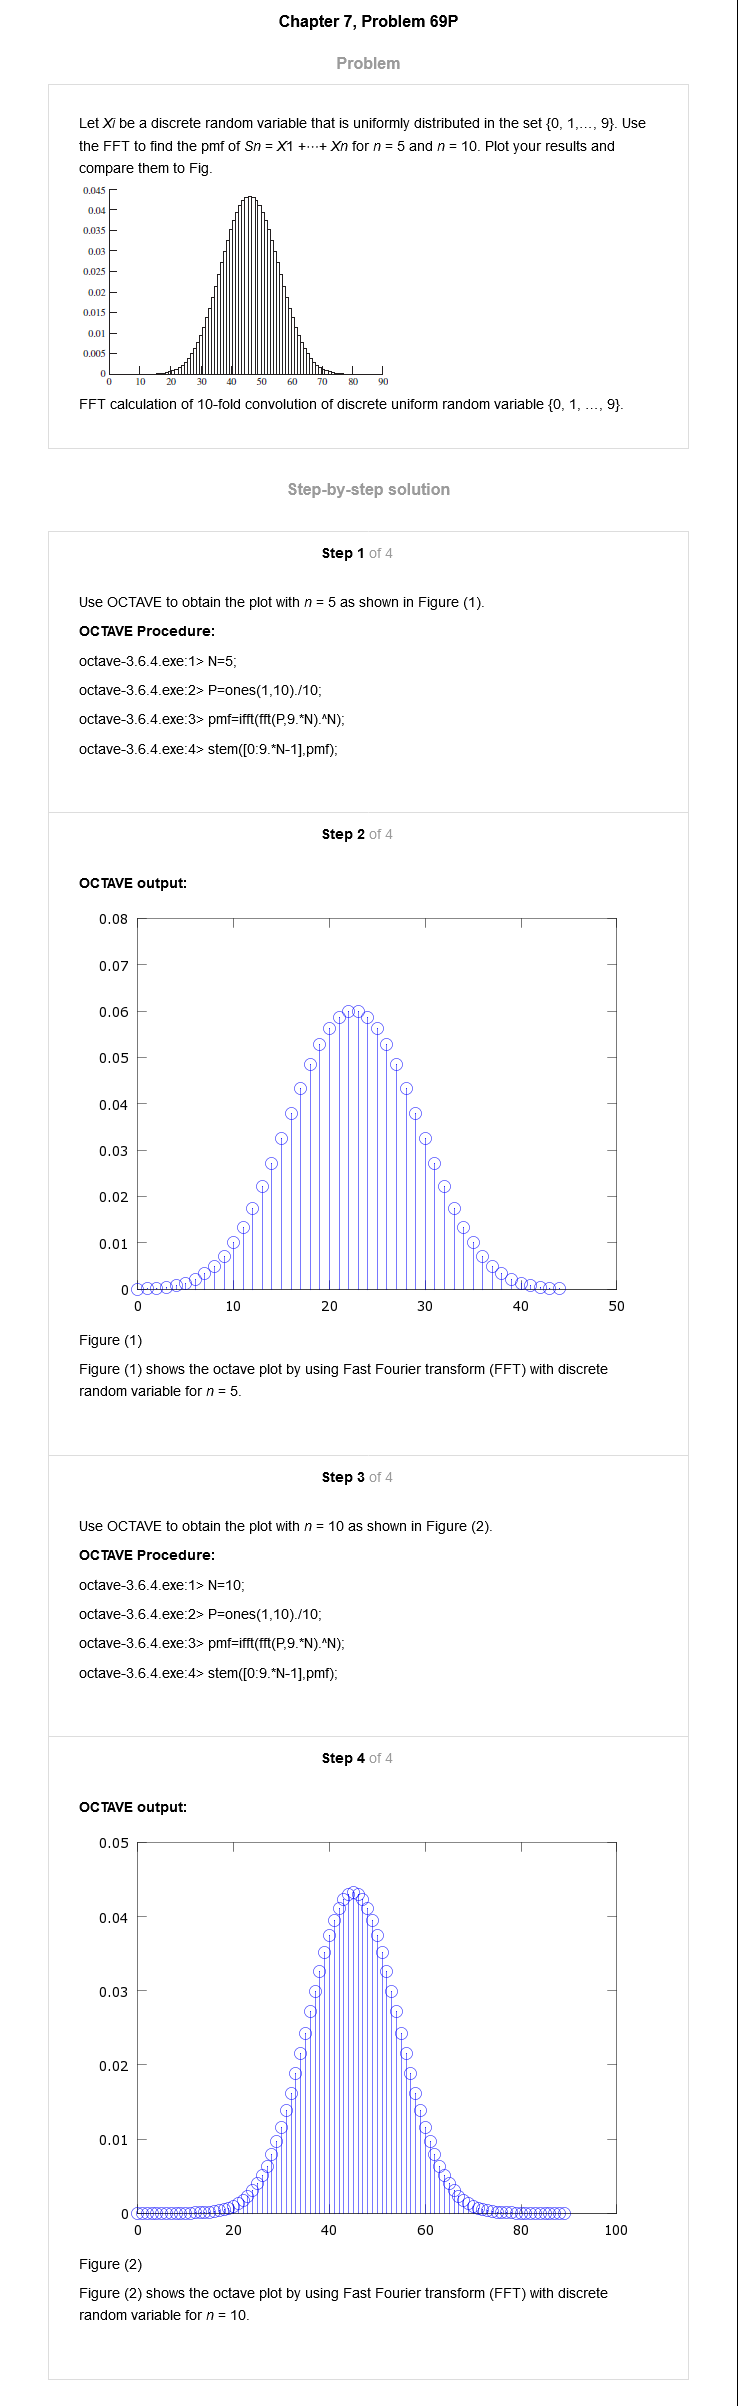 Chapter 7, Problem 69P
Problem
Let Xi be a discrete random variable that is uniformly distributed in the set {0, 1,…, 9}. Use
the FFT to find the pmf of Sn = X1 +⋯+ Xn for n = 5 and n = 10. Plot your results and
compare them to Fig.
0.045
0.04
0.035
0.03
0.025
0.02
0.015
0.01
0.005
0
0 10 20 30 40 50 60 70 80 90
FFT calculation of 10-fold convolution of discrete uniform random variable {0, 1, …, 9}.
Step-by-step solution
Step 1 of 4
Use OCTAVE to obtain the plot with n = 5 as shown in Figure (1).
OCTAVE Procedure:
octave-3.6.4.exe:1> N=5;
octave-3.6.4.exe:2> P=ones(1,10)./10;
octave-3.6.4.exe:3> pmf=ifft(fft(P,9.*N).^N);
octave-3.6.4.exe:4> stem([0:9.*N-1],pmf);
Step 2 of 4
OCTAVE output:
0.08
0.07
0.06
0.05
0.04
0.03
0.02
0.01
0
0 10 20 30 40 50
Figure (1)
Figure (1) shows the octave plot by using Fast Fourier transform (FFT) with discrete
random variable for n = 5.
Step 3 of 4
Use OCTAVE to obtain the plot with n = 10 as shown in Figure (2).
OCTAVE Procedure:
octave-3.6.4.exe:1> N=10;
octave-3.6.4.exe:2> P=ones(1,10)./10;
octave-3.6.4.exe:3> pmf=ifft(fft(P,9.*N).^N);
octave-3.6.4.exe:4> stem([0:9.*N-1],pmf);
Step 4 of 4
OCTAVE output:
0.05
0.04
0.03
0.02
0.01
0
0 20 40 60 80 100
Figure (2)
Figure (2) shows the octave plot by using Fast Fourier transform (FFT) with discrete
random variable for n = 10.